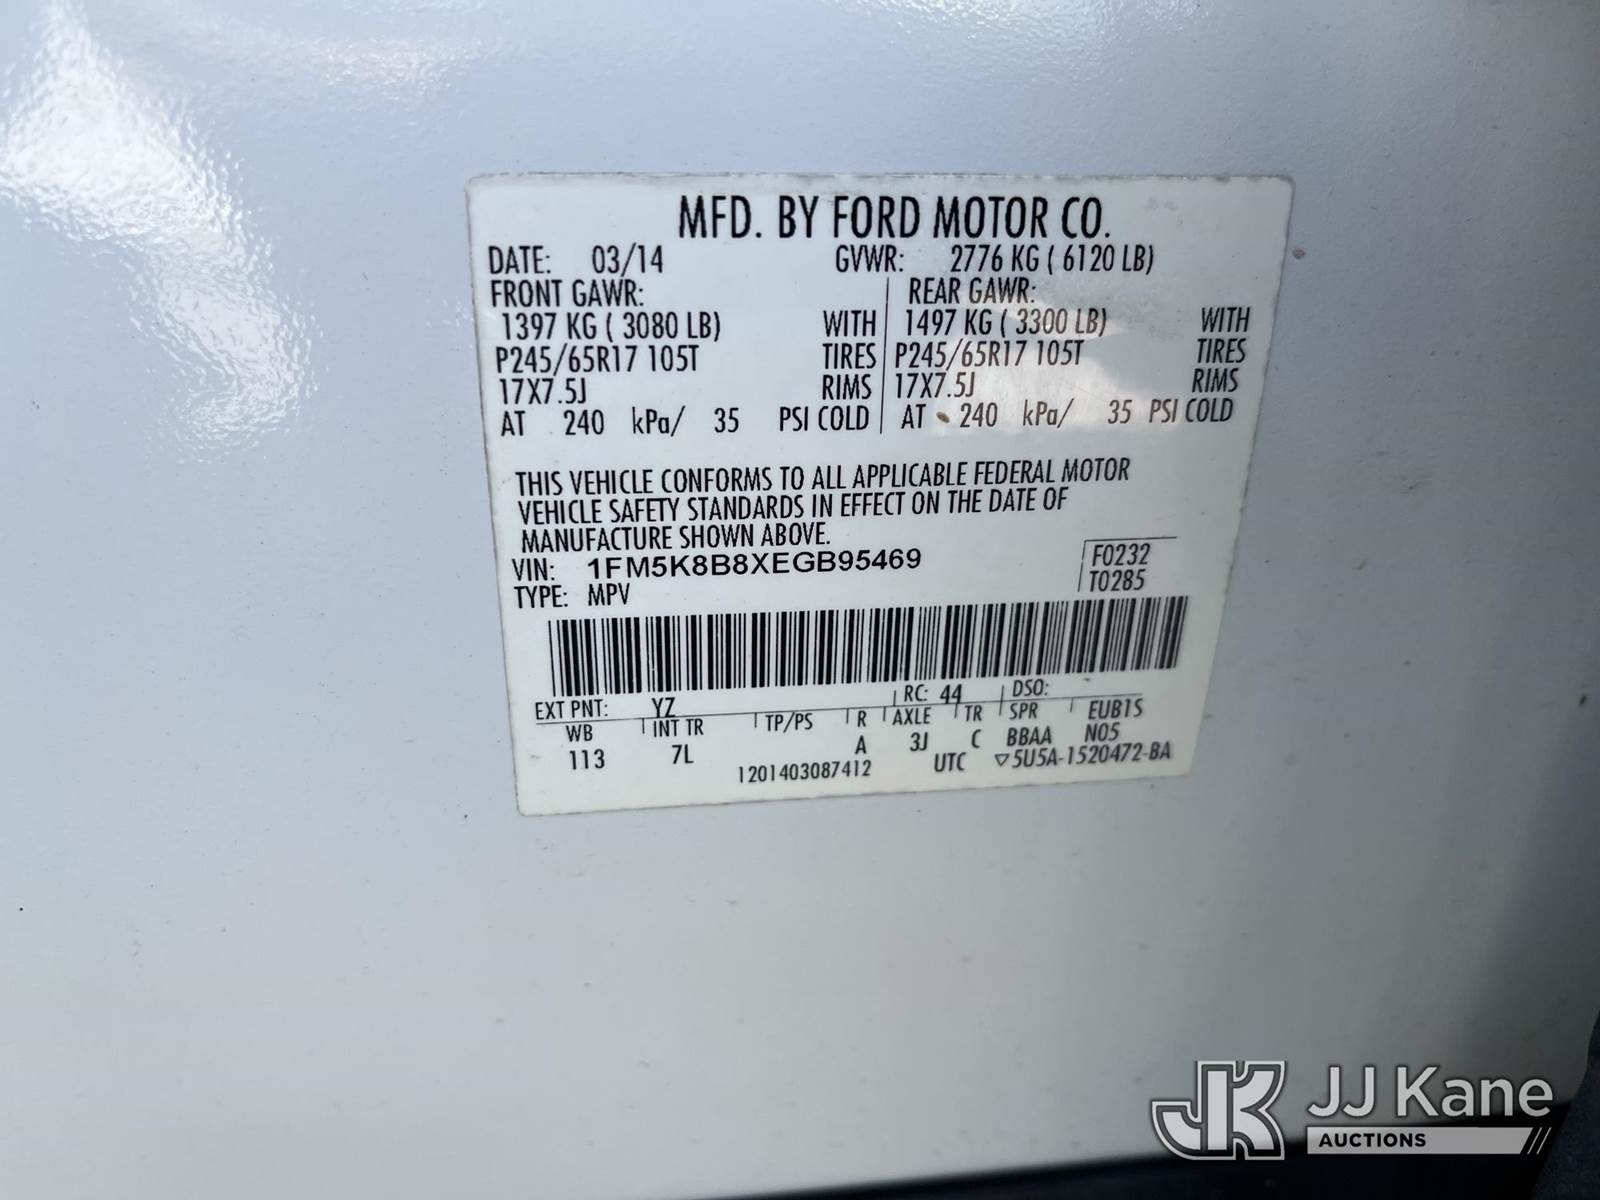 MFD. BY FORD MOTOR CO.
DATE: 03/14 GVWR: 2776 KG ( 6120 LB)
FRONT GAWR: REAR GAWR:
1397 KG ( 3080 LB) WITH 1497 KG ( 3300 LB) WITH
P245/65R17 105T TIRES P245/65R17 105T TIRES
17X7.5J RIMS 17X7.5J RIMS
AT 240 kPa/ 35 PSI COLD AT 240 kPa/ 35 PSI COLD
THIS VEHICLE CONFORMS TO ALL APPLICABLE FEDERAL MOTOR
VEHICLE SAFETY STANDARDS IN EFFECT ON THE DATE OF
MANUFACTURE SHOWN ABOVE.
VIN: 1FM5K8B8XEGB95469 F0232
TYPE: MPV T0285
EXT PNT: YZ RC: 44 DSO:
WB INT TR TP/PS R AXLE TR SPR EUB1S
113 7L A 3J C BBAA N05
1201403087412 UTC ▽5U5A-1520472-BA
JK JJ Kane
AUCTIONS